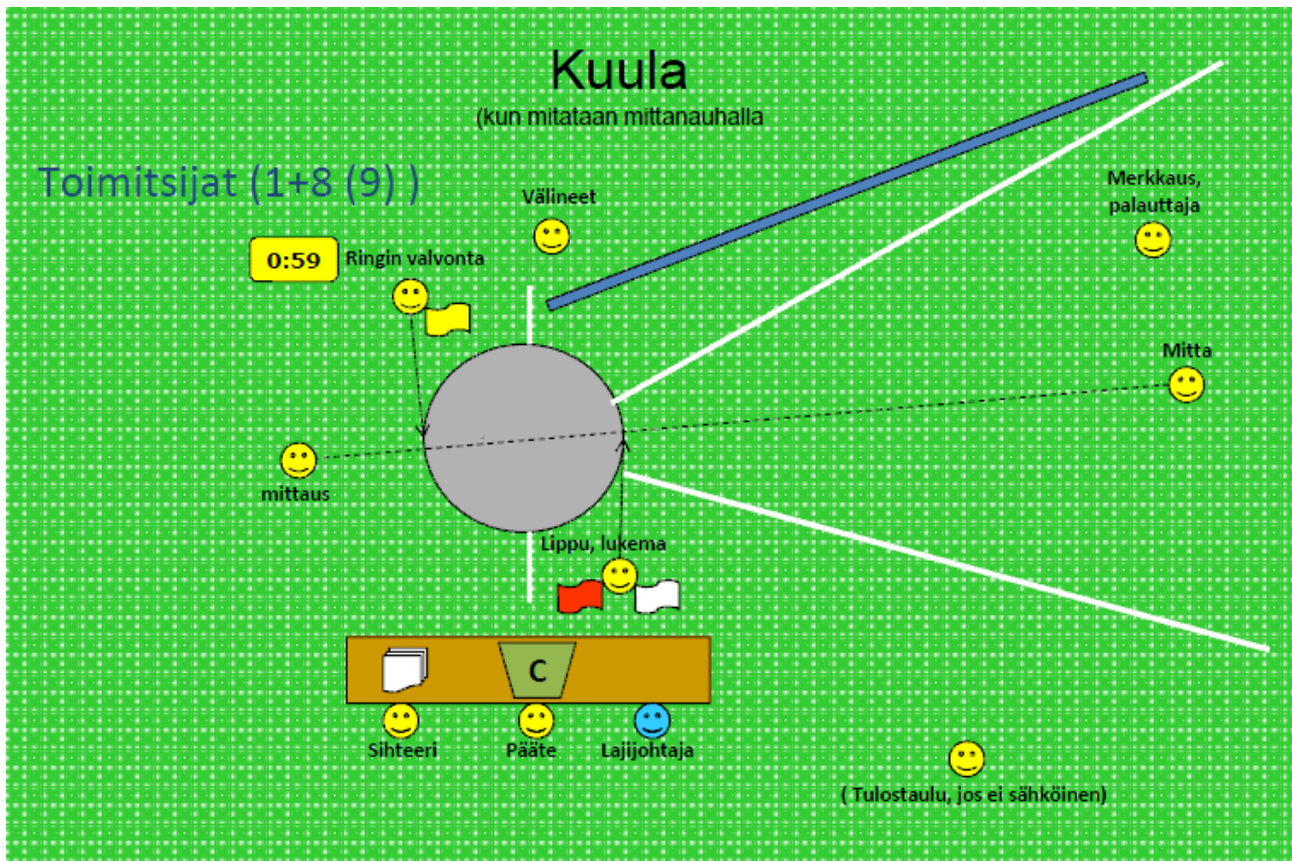 Kuula
(kun mitataan mittanauhalla
Toimitsijat (1+8 (9) )
Välineet
Merkkaus,
palauttaja
0:59
Ringin valvonta
Mitta
mittaus
Lippu, lukema
C
Sihteeri
Pääte
Lajijohtaja
( Tulostaulu, jos ei sähköinen)